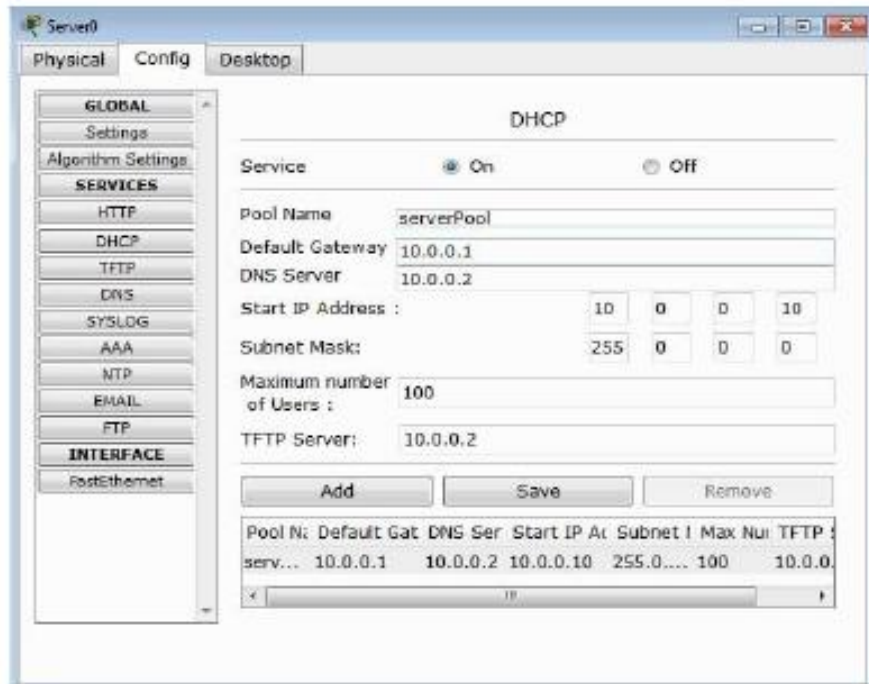 Server0
Physical Config Desktop
GLOBAL
Settings
Algorithm Settings
SERVICES
HTTP
DHCP
TFTP
DNS
SYSLOG
AAA
NTP
EMAIL
FTP
INTERFACE
FastEthernet
DHCP
Service On Off
Pool Name serverPool
Default Gateway 10.0.0.1
DNS Server 10.0.0.2
Start IP Address : 10 0 0 10
Subnet Mask: 255 0 0 0
Maximum number
of Users : 100
TFTP Server: 10.0.0.2
Add Save Remove
Pool Na Default Gat DNS Ser Start IP Ac Subnet Max Nu TFTP
serv... 10.0.0.1 10.0.0.2 10.0.0.10 255.0.... 100 10.0.0.